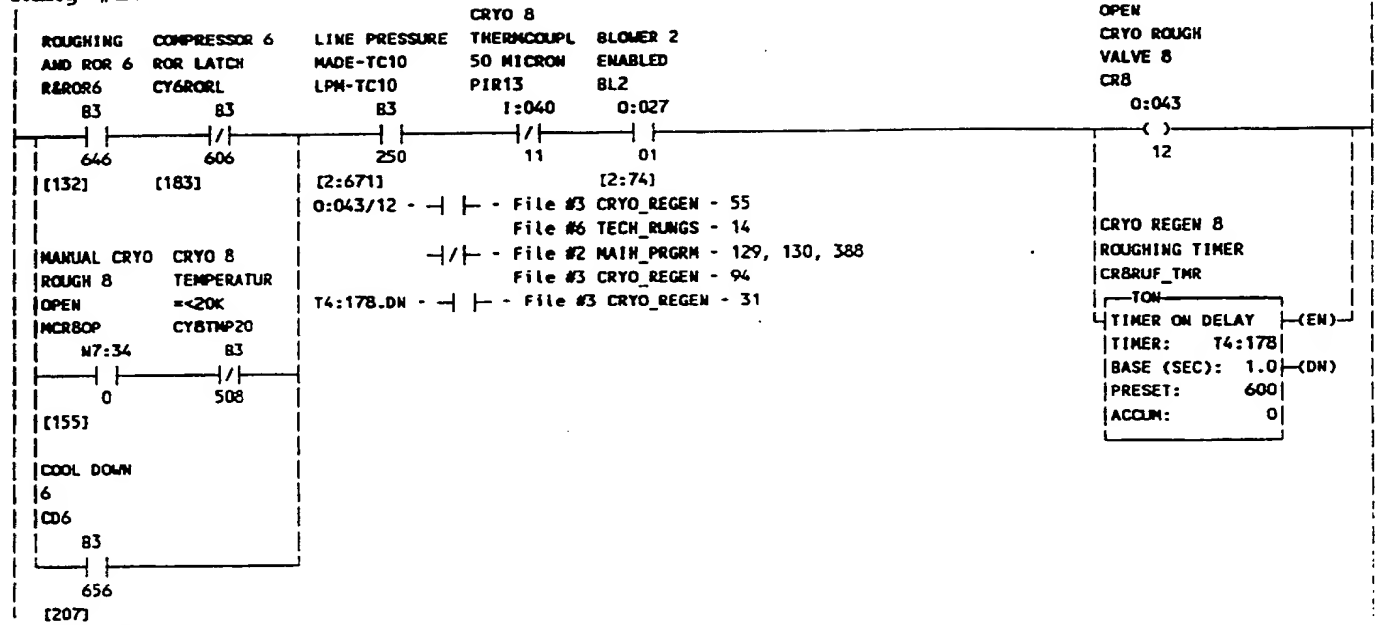 CRYO 8 OPEN
ROUGHING COMPRESSOR 6 LINE PRESSURE THERMCOUPL BLOWER 2 CRYO ROUGH
AND ROR 6 ROR LATCH MADE-TC10 50 MICRON ENABLED VALVE 8
R&ROR6 CY6RORL LPM-TC10 PIR13 BL2 CR8
B3 B3 B3 I:040 O:027 O:043
646 606 250 11 01 12
[132] [183] [2:671] [2:74]
O:043/12 - ┤ ├ - File #3 CRYO_REGEN - 55
File #6 TECH_RUNGS - 14 CRYO REGEN 8
MANUAL CRYO CRYO 8 ┤/├ - File #2 MAIN_PRGRM - 129, 130, 388 ROUGHING TIMER
ROUGH 8 TEMPERATUR File #3 CRYO_REGEN - 94 CR8RUF_TMR
OPEN =<20K T4:178.DN - ┤ ├ - File #3 CRYO_REGEN - 31 TON
MCR8OP CY8TMP20 TIMER ON DELAY (EN)
N7:34 B3 TIMER: T4:178
BASE (SEC): 1.0 (DN)
0 508 PRESET: 600
[155] ACCUM: 0
COOL DOWN
6
CD6
B3
656
[207]